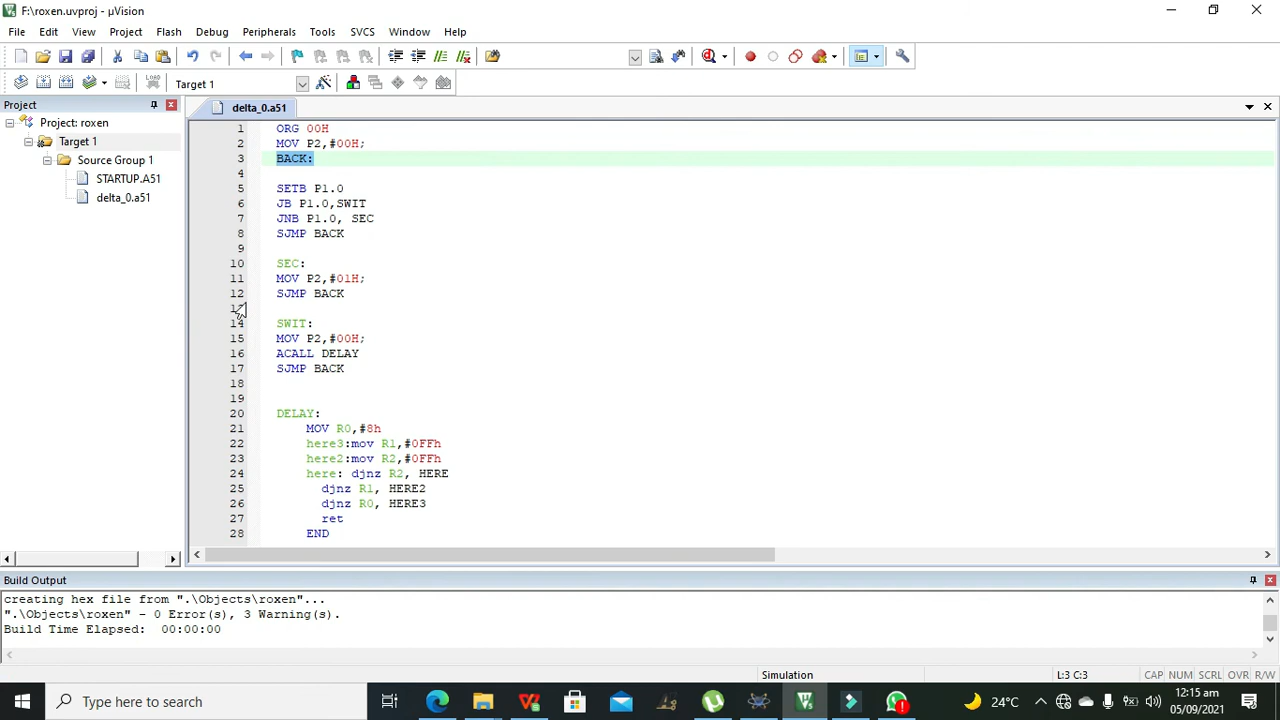 F:\roxen.uvproj - µVision
File Edit View Project Flash Debug Peripherals Tools SVCS Window Help
LOAD Target 1
Project
delta_0.a51
Project: roxen
Target 1
Source Group 1
STARTUP.A51
delta_0.a51
1 ORG 00H
2 MOV P2,#00H;
3 BACK:
4
5 SETB P1.0
6 JB P1.0,SWIT
7 JNB P1.0, SEC
8 SJMP BACK
9
10 SEC:
11 MOV P2,#01H;
12 SJMP BACK
13
14 SWIT:
15 MOV P2,#00H;
16 ACALL DELAY
17 SJMP BACK
18
19
20 DELAY:
21 MOV R0,#8h
22 here3:mov R1,#0FFh
23 here2:mov R2,#0FFh
24 here: djnz R2, HERE
25 djnz R1, HERE2
26 djnz R0, HERE3
27 ret
28 END
Build Output
creating hex file from ".\Objects\roxen"...
".\Objects\roxen" - 0 Error(s), 3 Warning(s).
Build Time Elapsed: 00:00:00
Simulation L:3 C:3 CAP NUM SCRL OVR R/W
Type here to search
24°C
12:15 am
05/09/2021